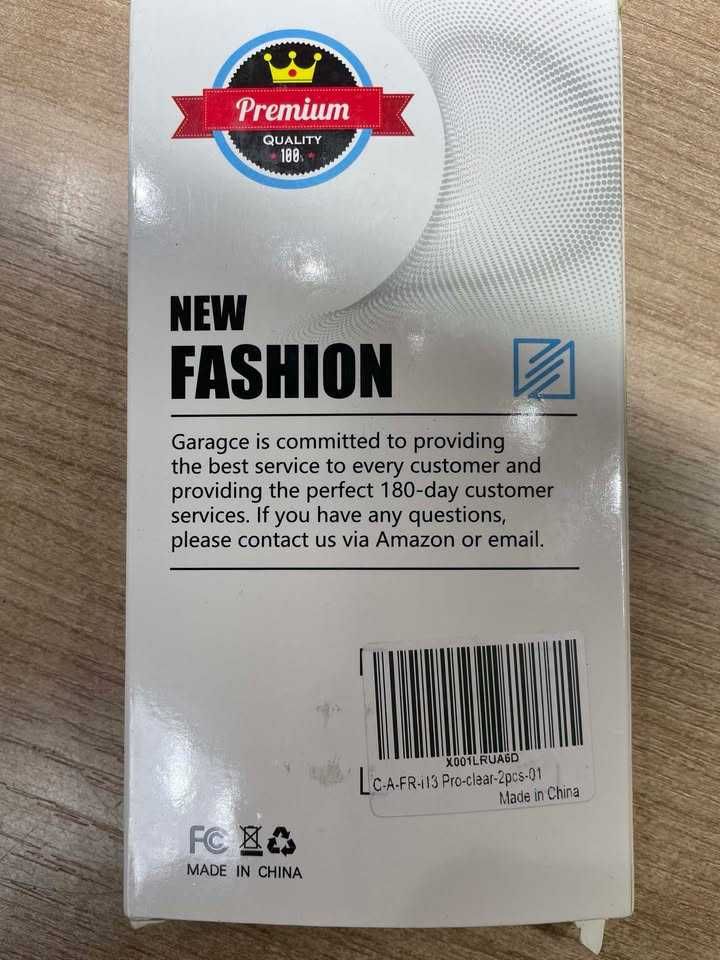 Premium
QUALITY
100%
NEW
FASHION
Garagce is committed to providing
the best service to every customer and
providing the perfect 180-day customer
services. If you have any questions,
please contact us via Amazon or email.
X001LRUA6D
C-A-FR-i13 Pro-clear-2pcs-01
Made in China
FC
MADE IN CHINA